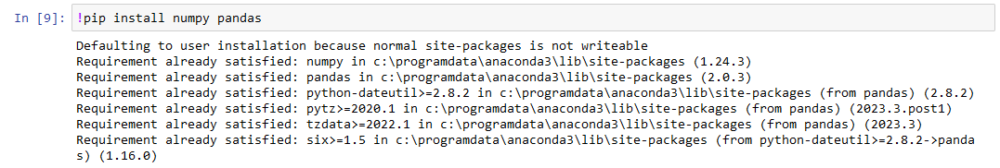 In [9]: !pip install numpy pandas
Defaulting to user installation because normal site-packages is not writeable
Requirement already satisfied: numpy in c:\programdata\anaconda3\lib\site-packages (1.24.3)
Requirement already satisfied: pandas in c:\programdata\anaconda3\lib\site-packages (2.0.3)
Requirement already satisfied: python-dateutil>=2.8.2 in c:\programdata\anaconda3\lib\site-packages (from pandas) (2.8.2)
Requirement already satisfied: pytz>=2020.1 in c:\programdata\anaconda3\lib\site-packages (from pandas) (2023.3.post1)
Requirement already satisfied: tzdata>=2022.1 in c:\programdata\anaconda3\lib\site-packages (from pandas) (2023.3)
Requirement already satisfied: six>=1.5 in c:\programdata\anaconda3\lib\site-packages (from python-dateutil>=2.8.2->panda
s) (1.16.0)